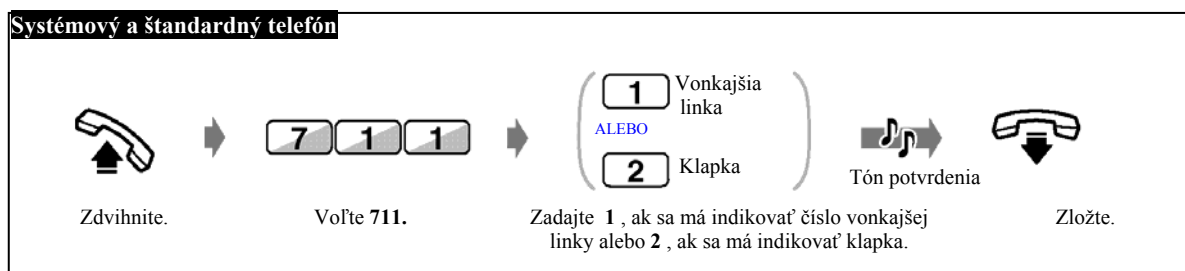 Systémový a štandardný telefón
1 Vonkajšia
linka
ALEBO
7 1 1
2 Klapka
Tón potvrdenia
Zdvihnite.
Voľte 711.
Zadajte 1 , ak sa má indikovať číslo vonkajšej
linky alebo 2 , ak sa má indikovať klapka.
Zložte.